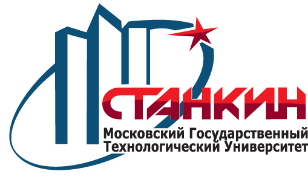 СТАНКИН
Московский Государственный
Технологический Университет